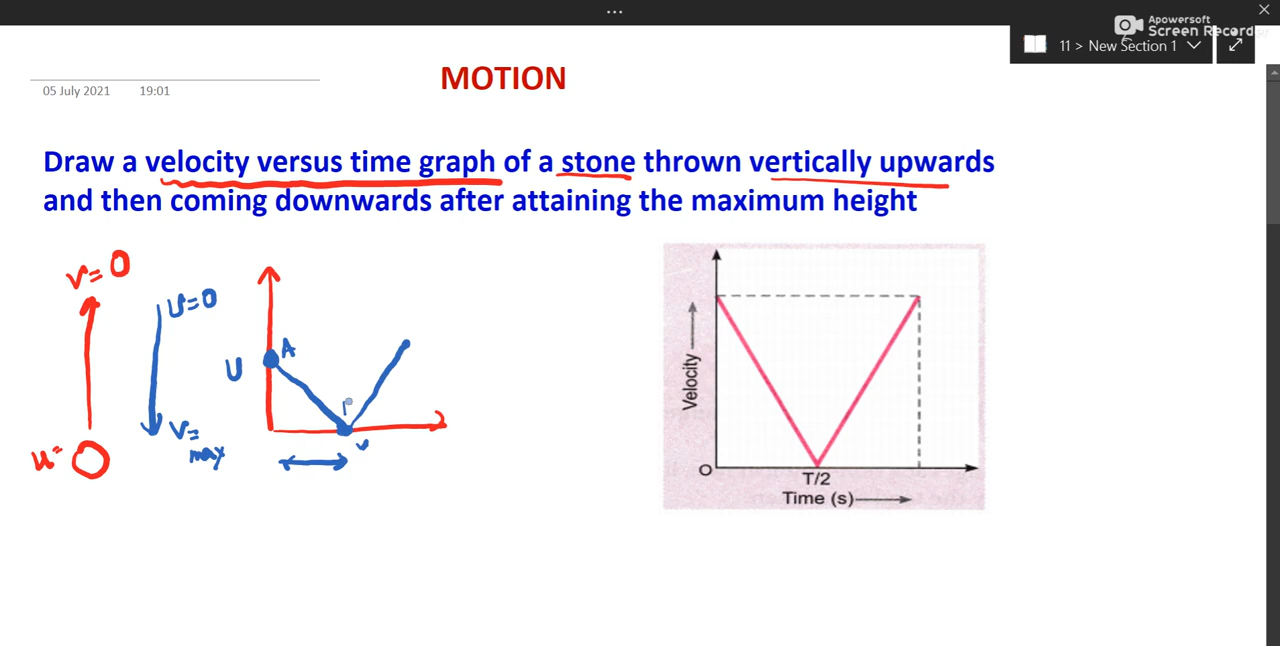 ...
Apowersoft
Screen Recorder
11 > New Section 1
05 July 2021 19:01
MOTION
Draw a velocity versus time graph of a stone thrown vertically upwards
and then coming downwards after attaining the maximum height
V=0
U=0
U
A
V=
max
u=
v
Velocity
O
T/2
Time (s)